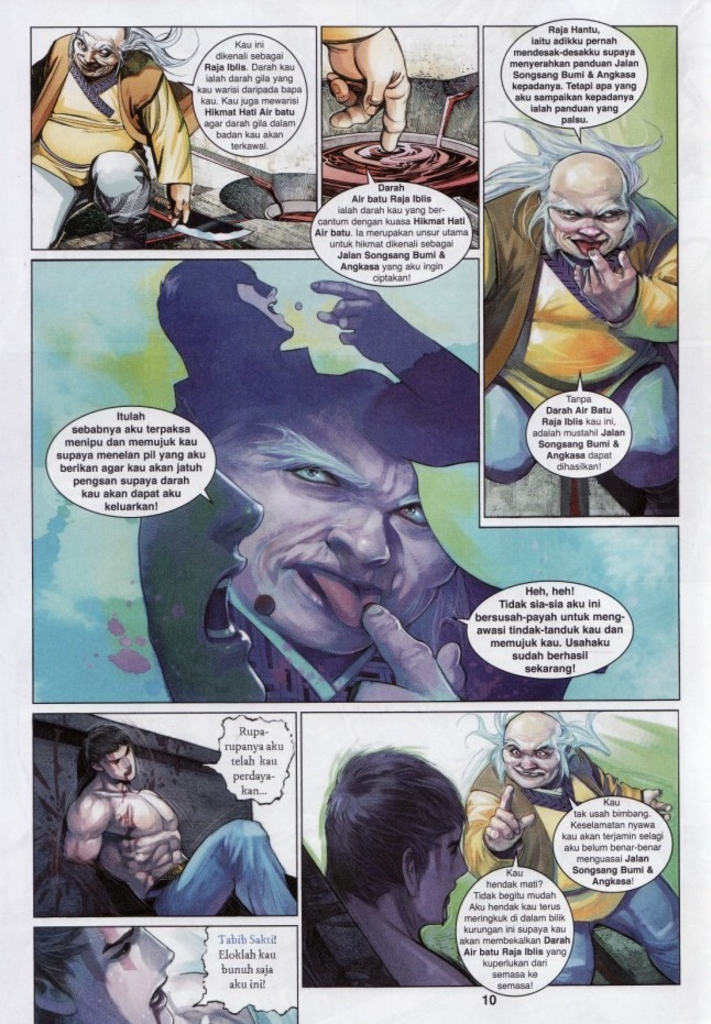 Kau ini
dikenali sebagai
Raja Iblis. Darah kau
ialah darah gila yang
kau warisi daripada bapa
kau. Kau juga mewarisi
Hikmat Hati Air batu
agar darah gila dalam
badan kau akan
terkawal.
Darah
Air batu Raja Iblis
ialah darah kau yang ber-
cantum dengan kuasa Hikmat Hati
Air batu. Ia merupakan unsur utama
untuk hikmat dikenali sebagai
Jalan Songsang Bumi &
Angkasa yang aku ingin
ciptakan!
Raja Hantu,
iaitu adikku pernah
mendesak-desakku supaya
menyerahkan panduan Jalan
Songsang Bumi & Angkasa
kepadanya. Tetapi apa yang
aku sampaikan kepadanya
ialah panduan yang
palsu.
Tanpa
Darah Air Batu
Raja Iblis kau ini,
adalah mustahil Jalan
Songsang Bumi &
Angkasa dapat
dihasilkan!
Itulah
sebabnya aku terpaksa
menipu dan memujuk kau
supaya menelan pil yang aku
berikan agar kau akan jatuh
pengsan supaya darah
kau akan dapat aku
keluarkan!
Heh, heh!
Tidak sia-sia aku ini
bersusah-payah untuk meng-
awasi tindak-tanduk kau dan
memujuk kau. Usahaku
sudah berhasil
sekarang!
Rupa-
rupanya aku
telah kau
perdaya-
kan...
Kau
tak usah bimbang.
Keselamatan nyawa
kau akan terjamin selagi
aku belum benar-benar
menguasai Jalan
Songsang Bumi &
Angkasa!
Kau
hendak mati?
Tidak begitu mudah
Aku hendak kau terus
meringkuk di dalam bilik
kurungan ini supaya kau
akan membekalkan Darah
Air batu Raja Iblis yang
kuperlukan dari
semasa ke
semasa!
Tabib Sakti!
Eloklah kau
bunuh saja
aku ini!
10